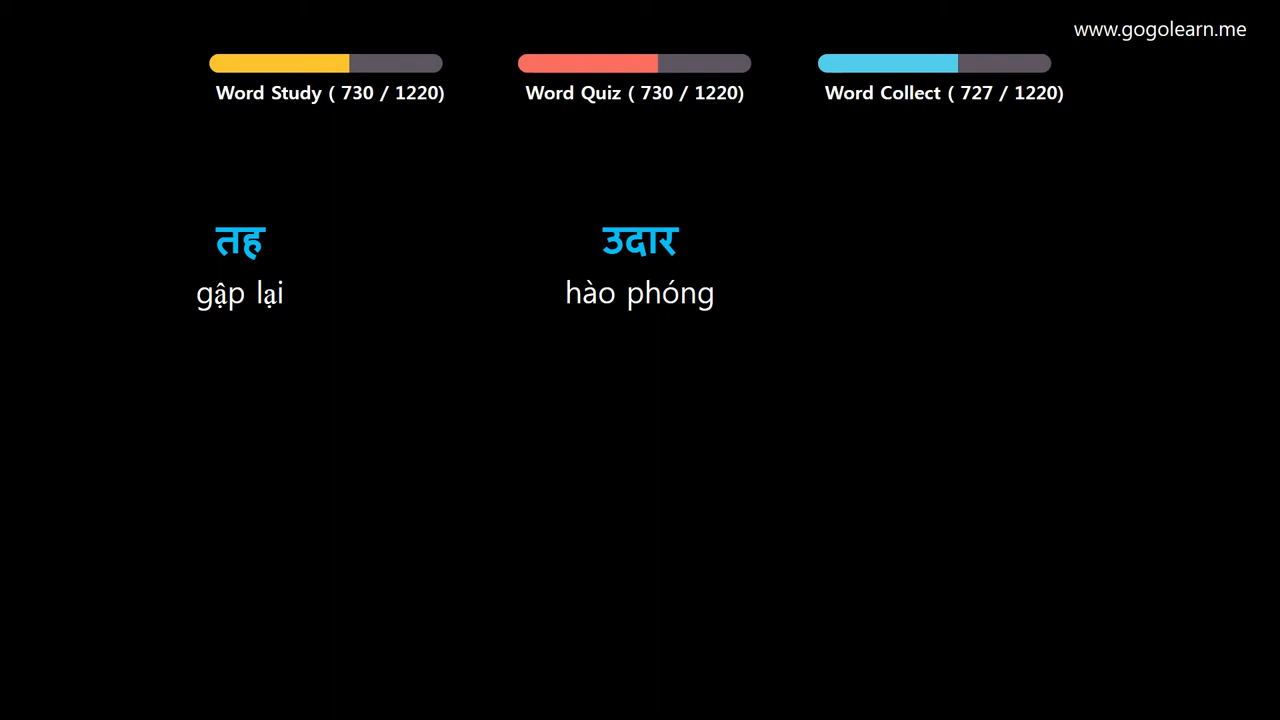 www.gogolearn.me
Word Study ( 730 / 1220)
Word Quiz ( 730 / 1220)
Word Collect ( 727 / 1220)
तह
गập lại
उदार
hào phóng